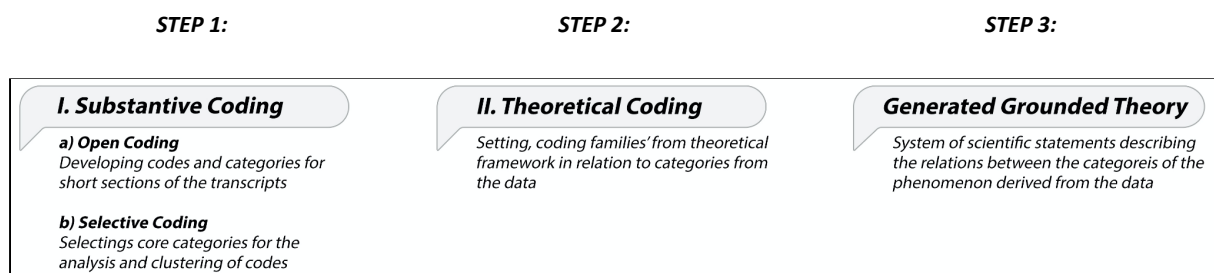 STEP 1:
STEP 2:
STEP 3:
I. Substantive Coding
a) Open Coding
Developing codes and categories for
short sections of the transcripts
b) Selective Coding
Selectings core categories for the
analysis and clustering of codes
II. Theoretical Coding
Setting, coding families’ from theoretical
framework in relation to categories from
the data
Generated Grounded Theory
System of scientific statements describing
the relations between the categoreis of the
phenomenon derived from the data